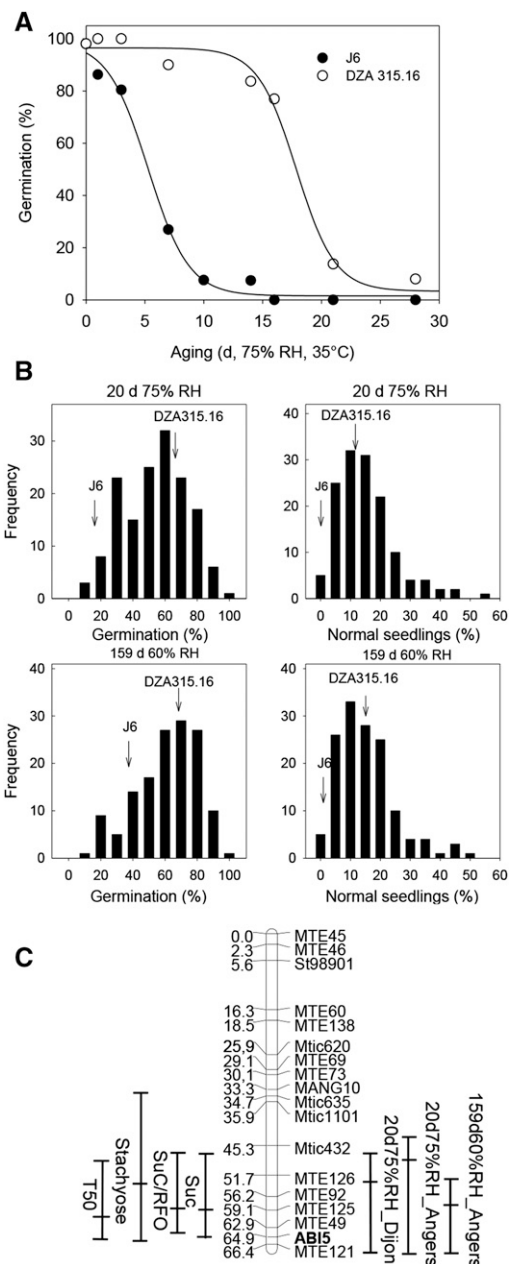 A
100
80
60
40
20
0
Germination (%)
J6
DZA 315.16
0 5 10 15 20 25 30
Aging (d, 75% RH, 35°C)
B
20 d 75% RH
DZA315.16
J6
30
20
10
0
Frequency
0 20 40 60 80 100
Germination (%)
20 d 75% RH
DZA315.16
J6
40
30
20
10
0
0 10 20 30 40 50 60
Normal seedlings (%)
159 d 60% RH
DZA315.16
J6
40
30
20
10
0
Frequency
0 20 40 60 80 100
Germination (%)
159 d 60% RH
DZA315.16
J6
40
30
20
10
0
0 10 20 30 40 50 60
Normal seedlings (%)
C
0.0 MTE45
2.3 MTE46
5.6 St98901
16.3 MTE60
18.5 MTE138
25.9 Mtic620
29.1 MTE69
30.1 MTE73
33.3 MANG10
34.7 Mtic635
35.9 Mtic1101
45.3 Mtic432
51.7 MTE126
56.2 MTE92
59.1 MTE125
62.9 MTE49
64.9 ABI5
66.4 MTE121
T50
Stachyose
SuC/RFO
Suc
20d75%RH_Dijon
20d75%RH_Angers
159d60%RH_Angers